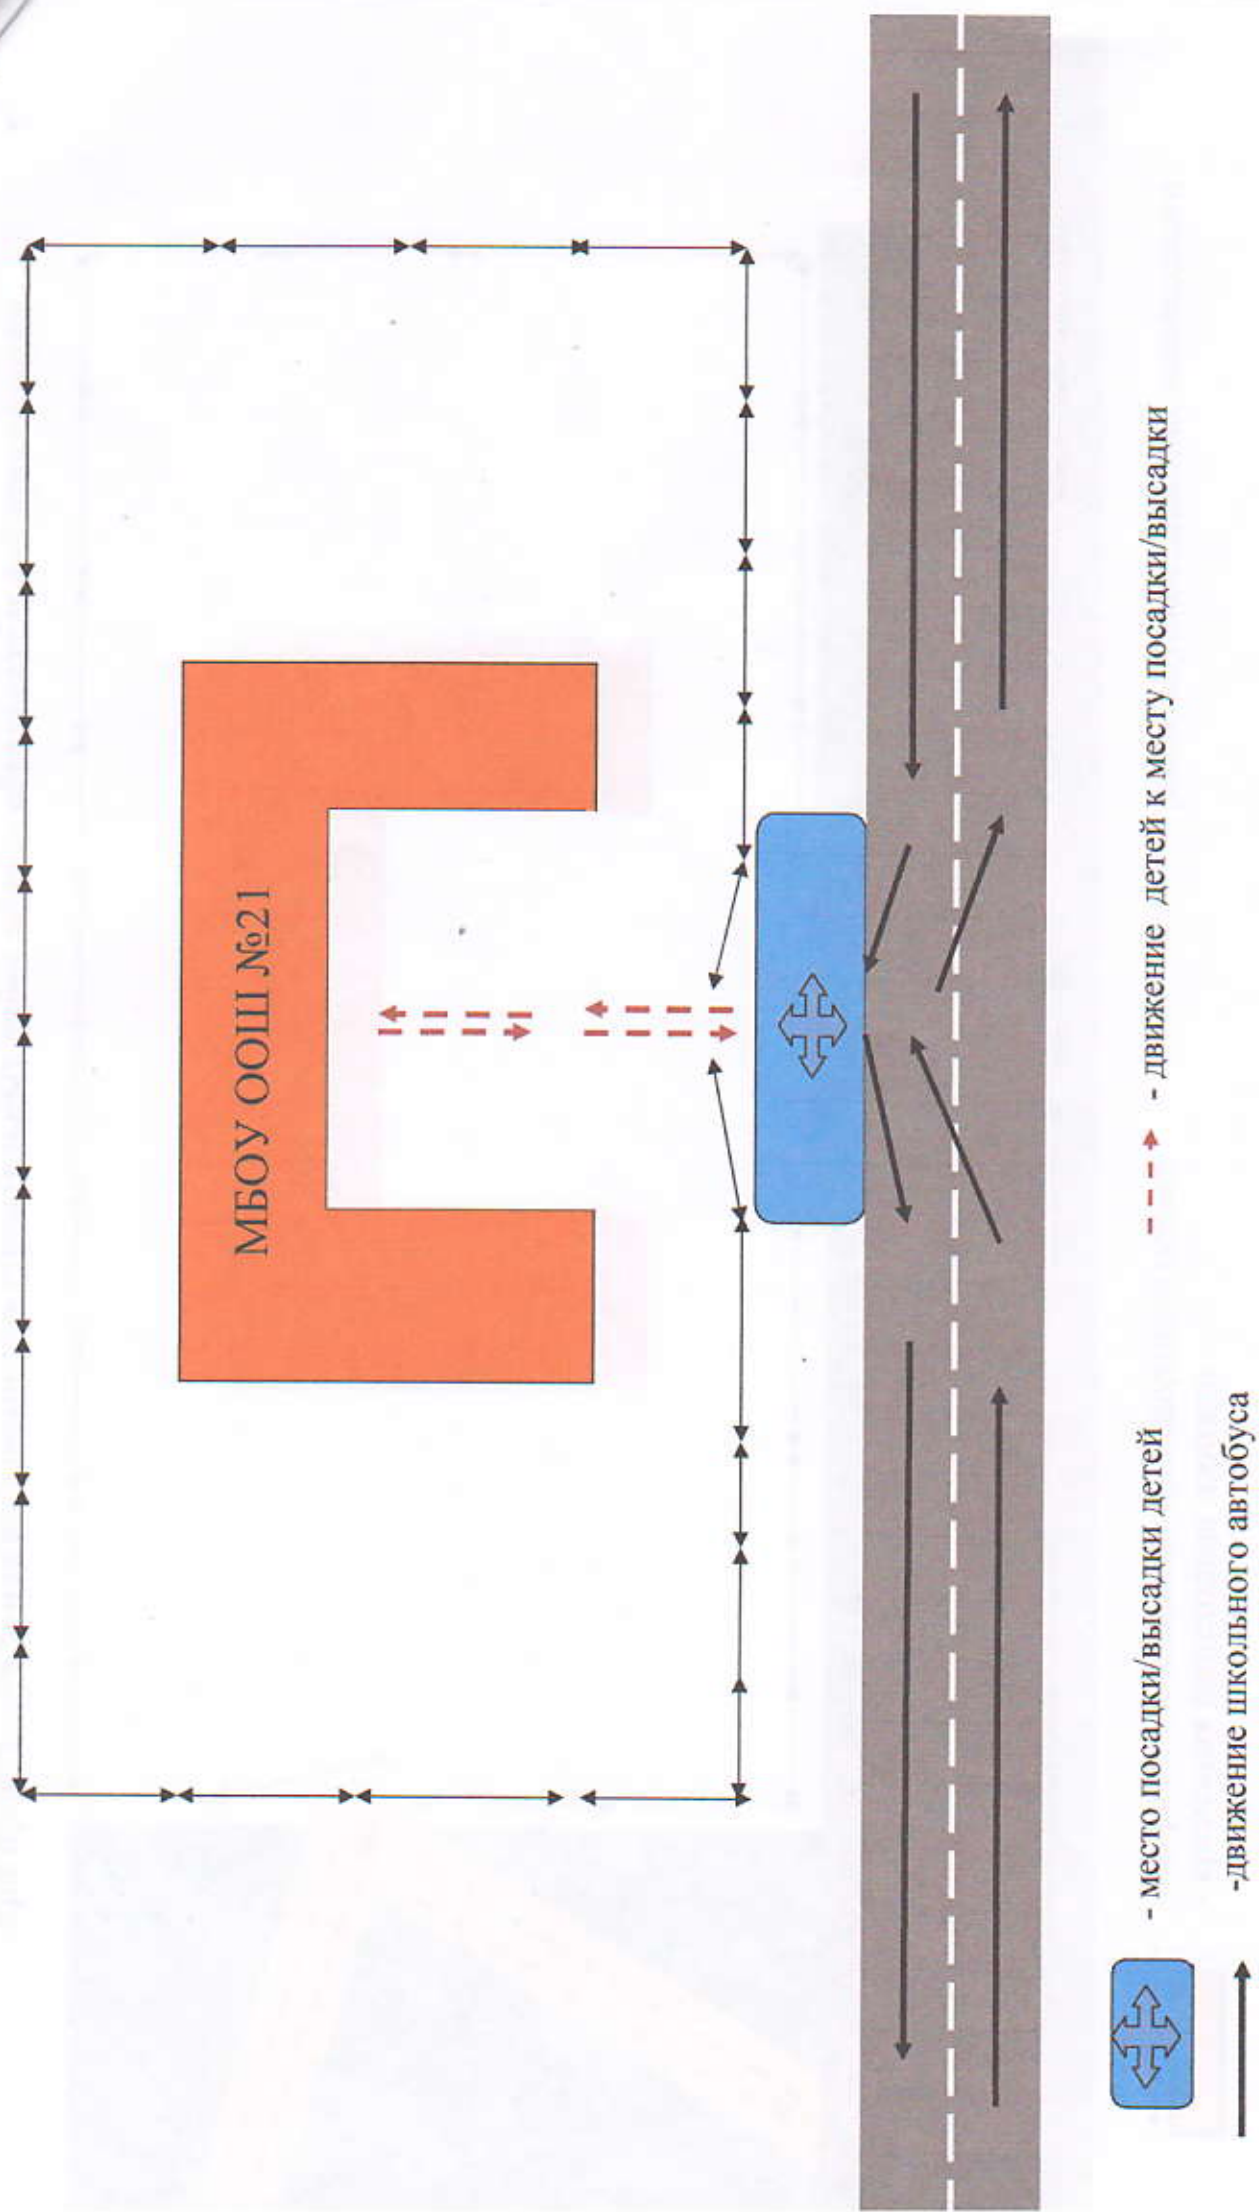 МБОУ ООШ №21
- место посадки/высадки детей
- движение детей к месту посадки/высадки
-движение школьного автобуса